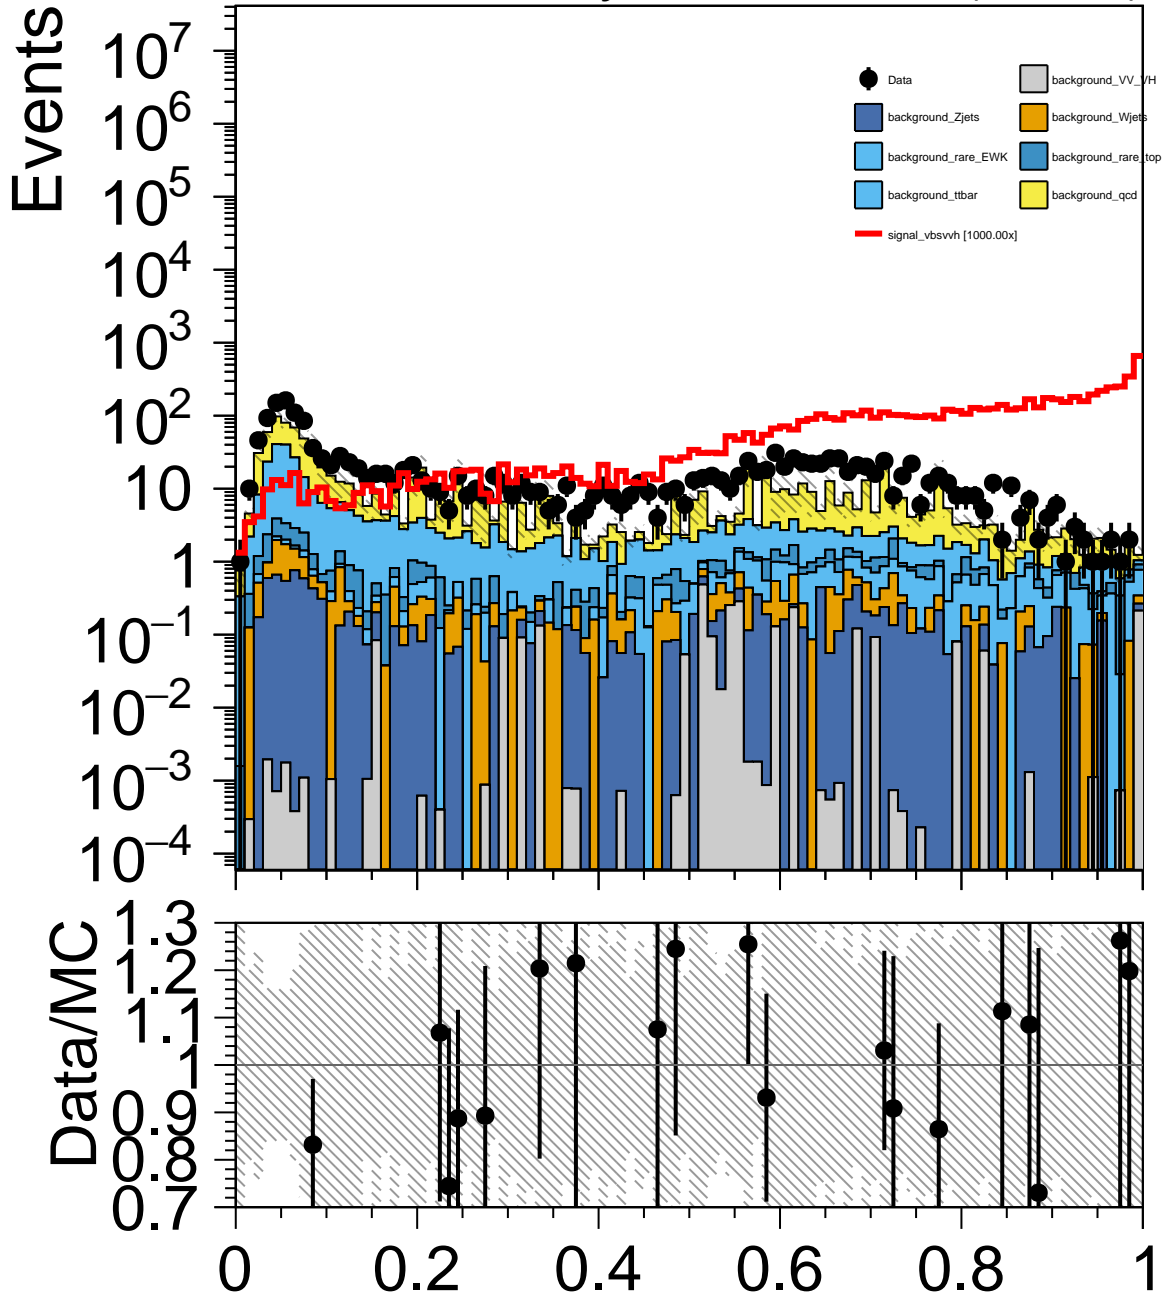 Events
10^7
10^6
10^5
10^4
10^3
10^2
10
1
10^−1
10^−2
10^−3
10^−4
Data
background_VV_VH
background_Zjets
background_Wjets
background_rare_EWK
background_rare_top
background_ttbar
background_qcd
signal_vbsvvh [1000.00x]
Data/MC
1.3
1.2
1.1
1
0.9
0.8
0.7
0 0.2 0.4 0.6 0.8 1